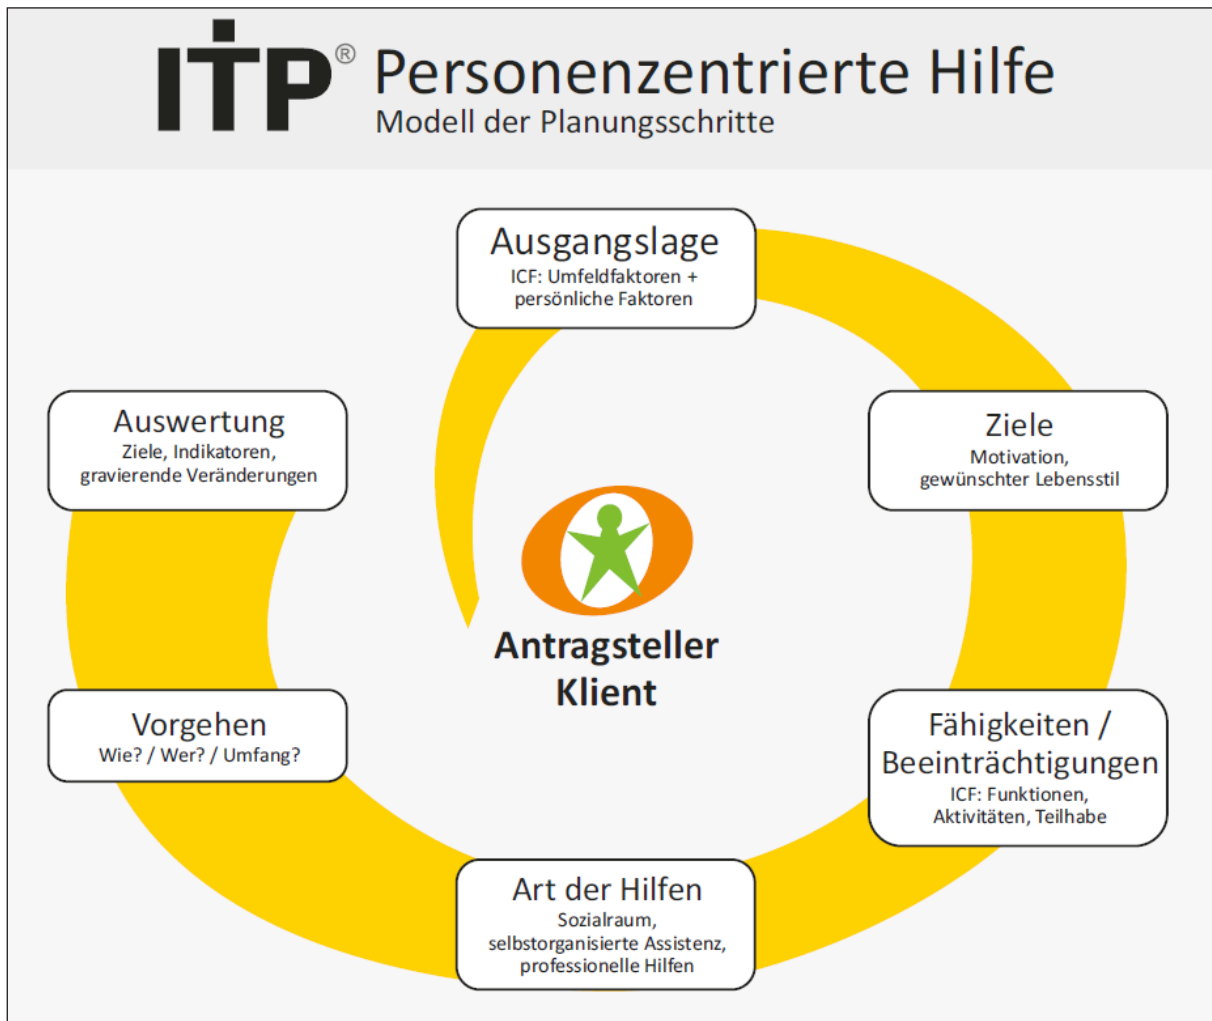 ITP® Personenzentrierte Hilfe
Modell der Planungsschritte
Ausgangslage
ICF: Umfeldfaktoren +
persönliche Faktoren
Ziele
Motivation,
gewünschter Lebensstil
Fähigkeiten /
Beeinträchtigungen
ICF: Funktionen,
Aktivitäten, Teilhabe
Art der Hilfen
Sozialraum,
selbstorganisierte Assistenz,
professionelle Hilfen
Vorgehen
Wie? / Wer? / Umfang?
Auswertung
Ziele, Indikatoren,
gravierende Veränderungen
Antragsteller
Klient